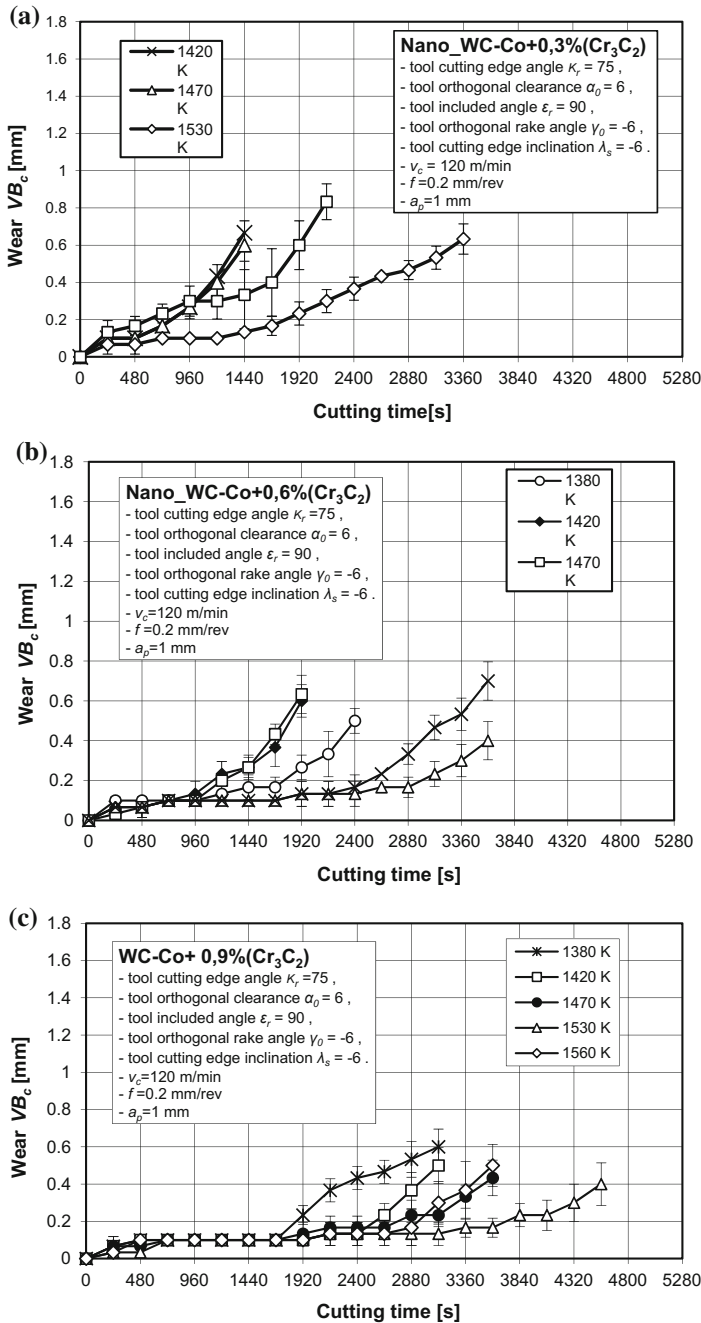 (a)
1.8
1.6
1.4
1.2
1
0.8
0.6
0.4
0.2
0
Wear VBc [mm]
1420
K
1470
K
1530
K
Nano_WC-Co+0,3%(Cr3C2)
- tool cutting edge angle κr = 75 ,
- tool orthogonal clearance α0 = 6 ,
- tool included angle εr = 90 ,
- tool orthogonal rake angle γ0 = -6 ,
- tool cutting edge inclination λs = -6 .
- vc = 120 m/min
- f =0.2 mm/rev
- ap=1 mm
0 480 960 1440 1920 2400 2880 3360 3840 4320 4800 5280
Cutting time[s]
(b)
1.8
1.6
1.4
1.2
1
0.8
0.6
0.4
0.2
0
Wear VBc [mm]
Nano_WC-Co+0,6%(Cr3C2)
- tool cutting edge angle κr =75 ,
- tool orthogonal clearance α0 = 6 ,
- tool included angle εr = 90 ,
- tool orthogonal rake angle γ0 = -6 ,
- tool cutting edge inclination λs = -6 .
- vc=120 m/min
- f =0.2 mm/rev
- ap=1 mm
1380
K
1420
K
1470
K
0 480 960 1440 1920 2400 2880 3360 3840 4320 4800 5280
Cutting time [s]
(c)
1.8
1.6
1.4
1.2
1
0.8
0.6
0.4
0.2
0
Wear VBc [mm]
WC-Co+ 0,9%(Cr3C2)
- tool cutting edge angle κr =75 ,
- tool orthogonal clearance α0 = 6 ,
- tool included angle εr = 90 ,
- tool orthogonal rake angle γ0 = -6 ,
- tool cutting edge inclination λs = -6 .
- vc=120 m/min
- f =0.2 mm/rev
- ap=1 mm
1380 K
1420 K
1470 K
1530 K
1560 K
0 480 960 1440 1920 2400 2880 3360 3840 4320 4800 5280
Cutting time [s]